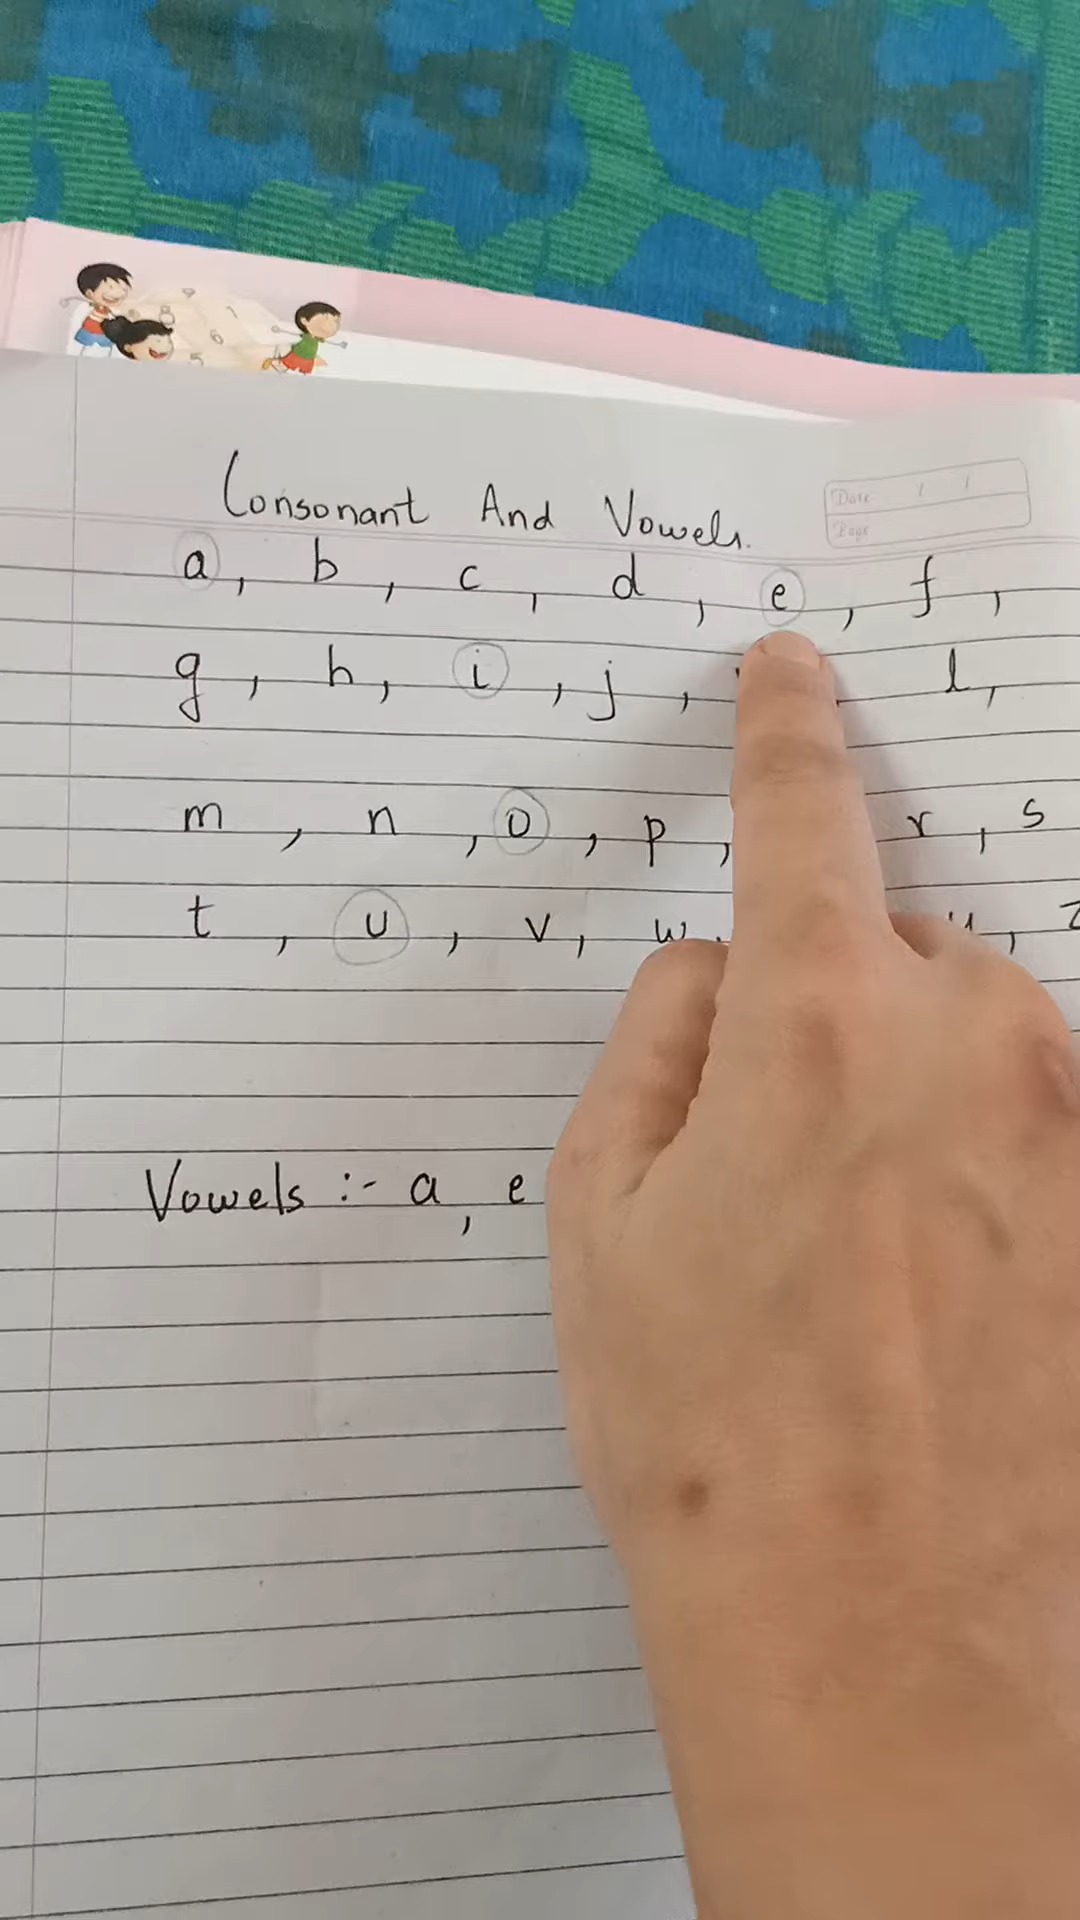 Consonant And Vowels.
Date / /
Page
a, b, c, d, e, f,
g, h, i, j, l,
m, n, o, p, r, s
t, u, v, w
Vowels :- a, e